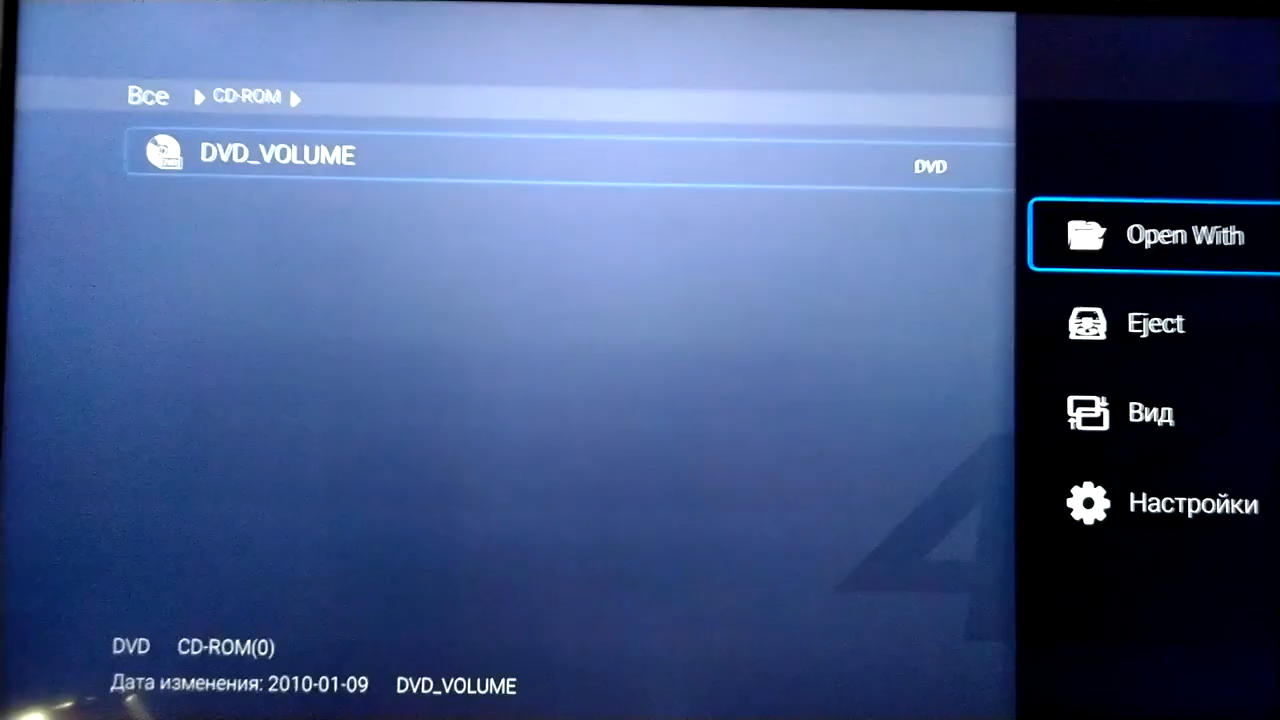 Все CD-ROM
DVD_VOLUME DVD
Open With
Eject
Вид
Настройки
DVD CD-ROM(0)
Дата изменения: 2010-01-09 DVD_VOLUME
4